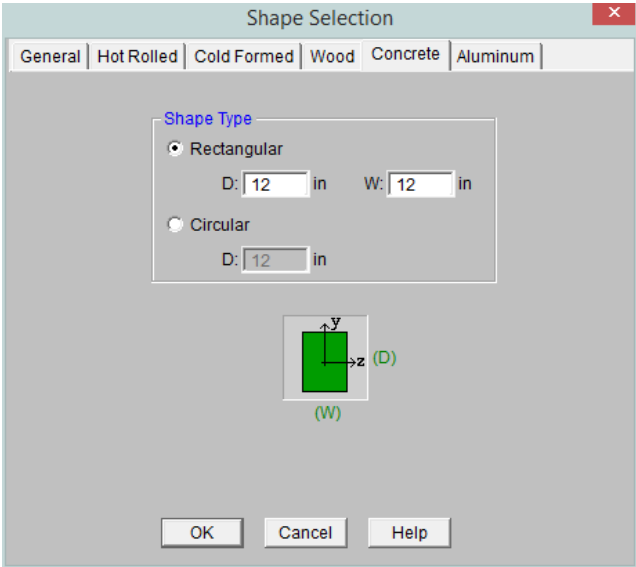 Shape Selection
General Hot Rolled Cold Formed Wood Concrete Aluminum
Shape Type
Rectangular
D: 12 in W: 12 in
Circular
D: 12 in
y
z (D)
(W)
OK Cancel Help